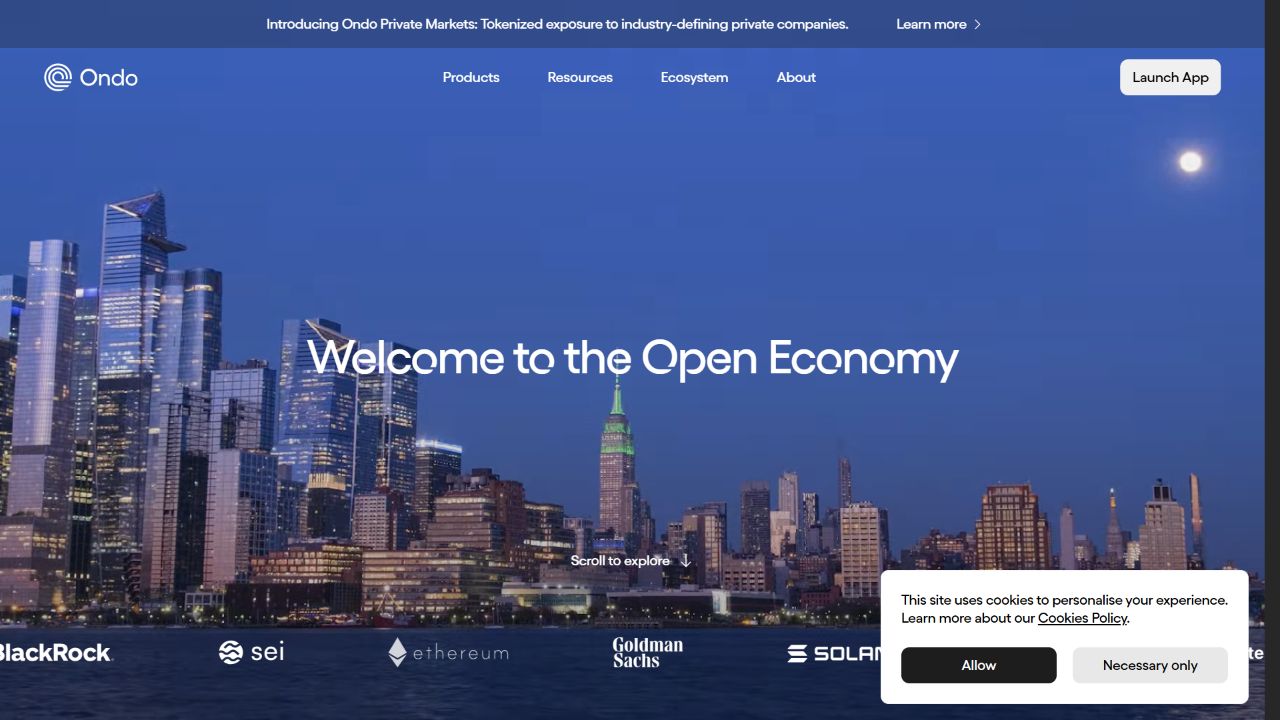 Introducing Ondo Private Markets: Tokenized exposure to industry-defining private companies. Learn more
Ondo Products Resources Ecosystem About Launch App
Welcome to the Open Economy
Scroll to explore
BlackRock sei ethereum Goldman
Sachs
This site uses cookies to personalise your experience.
Learn more about our Cookies Policy.
Allow Necessary only